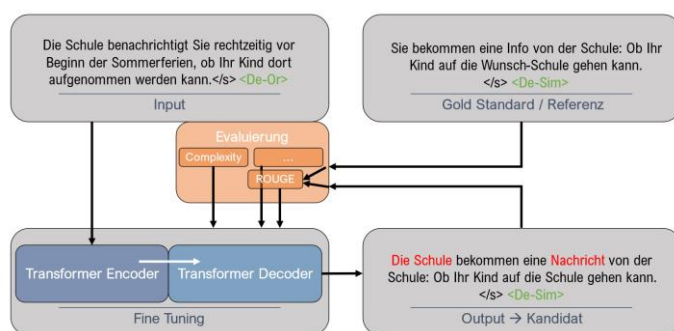 Die Schule benachrichtigt Sie rechtzeitig vor
Beginn der Sommerferien, ob Ihr Kind dort
aufgenommen werden kann.</s> <De-Or>
Input
Sie bekommen eine Info von der Schule: Ob Ihr
Kind auf die Wunsch-Schule gehen kann.
</s> <De-Sim>
Gold Standard / Referenz
Evaluierung
Complexity
...
ROUGE
Transformer Encoder
Transformer Decoder
Fine Tuning
Die Schule bekommen eine Nachricht von der
Schule: Ob Ihr Kind auf die Schule gehen kann.
</s> <De-Sim>
Output → Kandidat